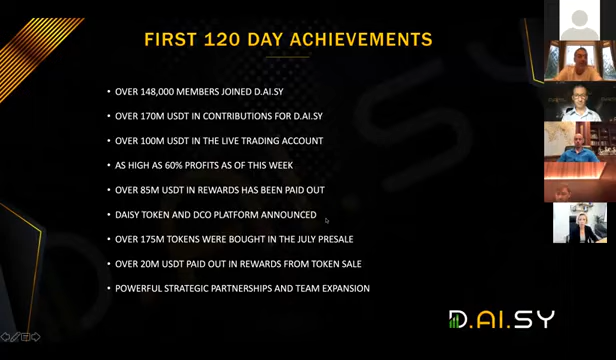 FIRST 120 DAY ACHIEVEMENTS
• OVER 148,000 MEMBERS JOINED D.AI.SY
• OVER 170M USDT IN CONTRIBUTIONS FOR D.AI.SY
• OVER 100M USDT IN THE LIVE TRADING ACCOUNT
• AS HIGH AS 60% PROFITS AS OF THIS WEEK
• OVER 85M USDT IN REWARDS HAS BEEN PAID OUT
• DAISY TOKEN AND DCO PLATFORM ANNOUNCED
• OVER 175M TOKENS WERE BOUGHT IN THE JULY PRESALE
• OVER 20M USDT PAID OUT IN REWARDS FROM TOKEN SALE
• POWERFUL STRATEGIC PARTNERSHIPS AND TEAM EXPANSION
D.AI.SY